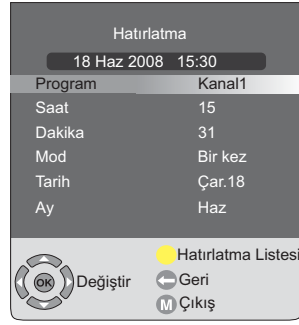 Hatırlatma
18 Haz 2008 15:30
Program Kanal1
Saat 15
Dakika 31
Mod Bir kez
Tarih Çar.18
Ay Haz
Hatırlatma Listesi
OK Değiştir
Geri
M Çıkış